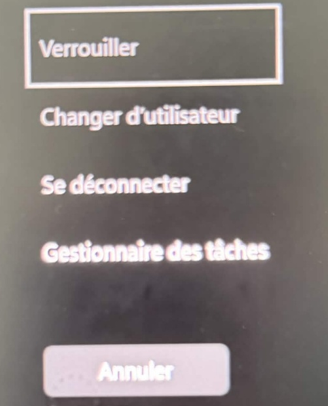 Verrouiller
Changer d'utilisateur
Se déconnecter
Gestionnaire des tâches
Annuler